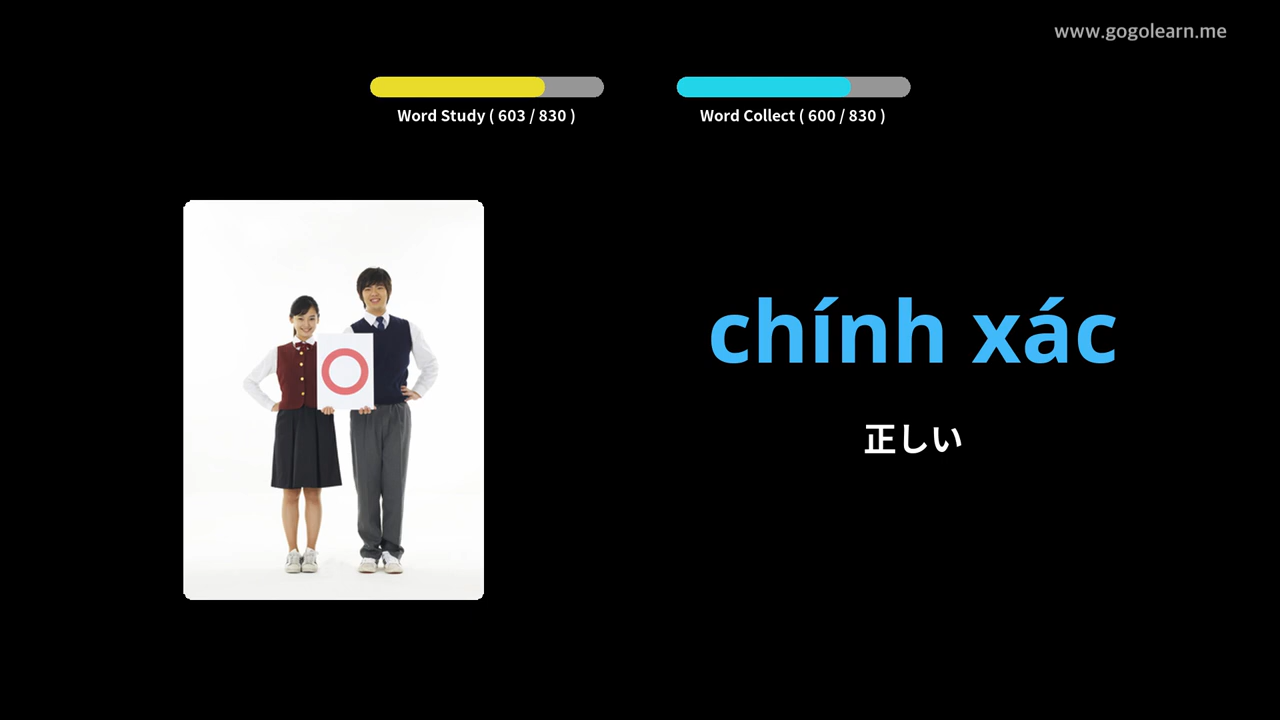 www.gogolearn.me
Word Study ( 603 / 830 )
Word Collect ( 600 / 830 )
chính xác
正しい